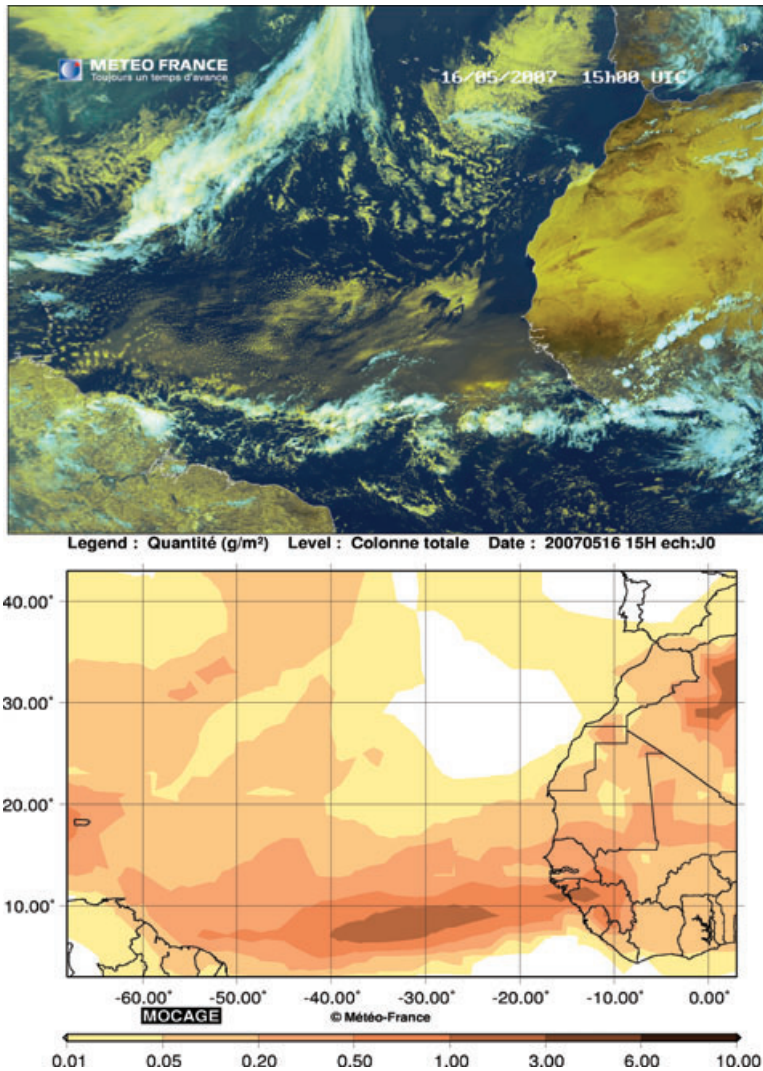 METEO FRANCE
Toujours un temps d'avance
16/05/2007 15h00 UTC
Legend : Quantité (g/m²) Level : Colonne totale Date : 20070516 15H ech:J0
40.00°
30.00°
20.00°
10.00°
-60.00° -50.00° -40.00° -30.00° -20.00° -10.00° 0.00°
MOCAGE © Météo-France
0.01 0.05 0.20 0.50 1.00 3.00 6.00 10.00